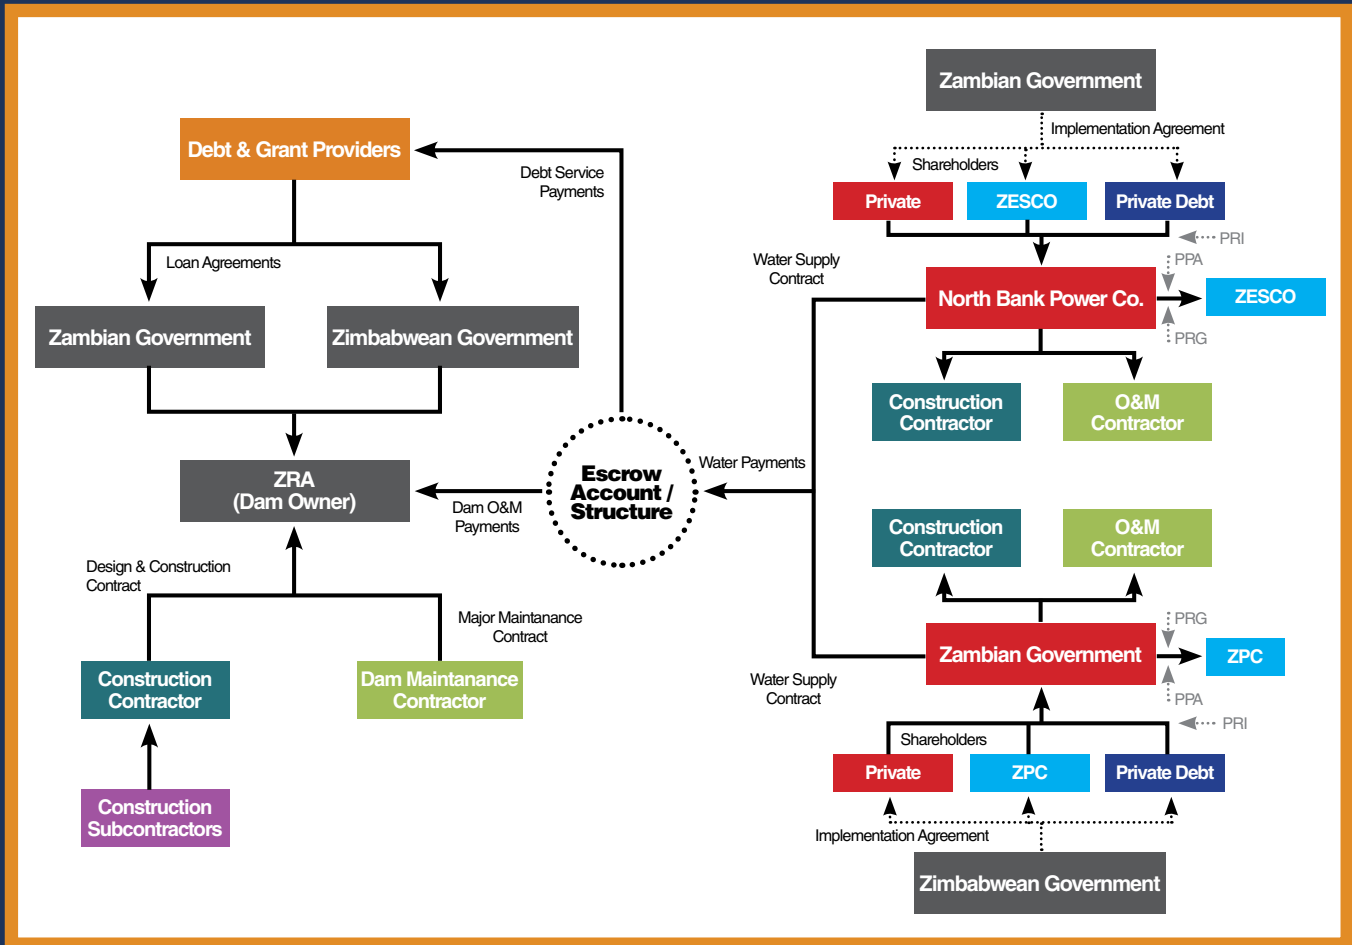 Debt & Grant Providers
Debt Service
Payments
Loan Agreements
Zambian Government
Zimbabwean Government
ZRA
(Dam Owner)
Dam O&M
Payments
Design & Construction
Contract
Major Maintanance
Contract
Construction
Contractor
Dam Maintanance
Contractor
Construction
Subcontractors
Escrow
Account /
Structure
Water Payments
Zambian Government
Implementation Agreement
Shareholders
Private
ZESCO
Private Debt
PRI
Water Supply
Contract
PPA
North Bank Power Co.
ZESCO
PRG
Construction
Contractor
O&M
Contractor
Construction
Contractor
O&M
Contractor
PRG
Zambian Government
ZPC
Water Supply
Contract
PPA
PRI
Shareholders
Private
ZPC
Private Debt
Implementation Agreement
Zimbabwean Government